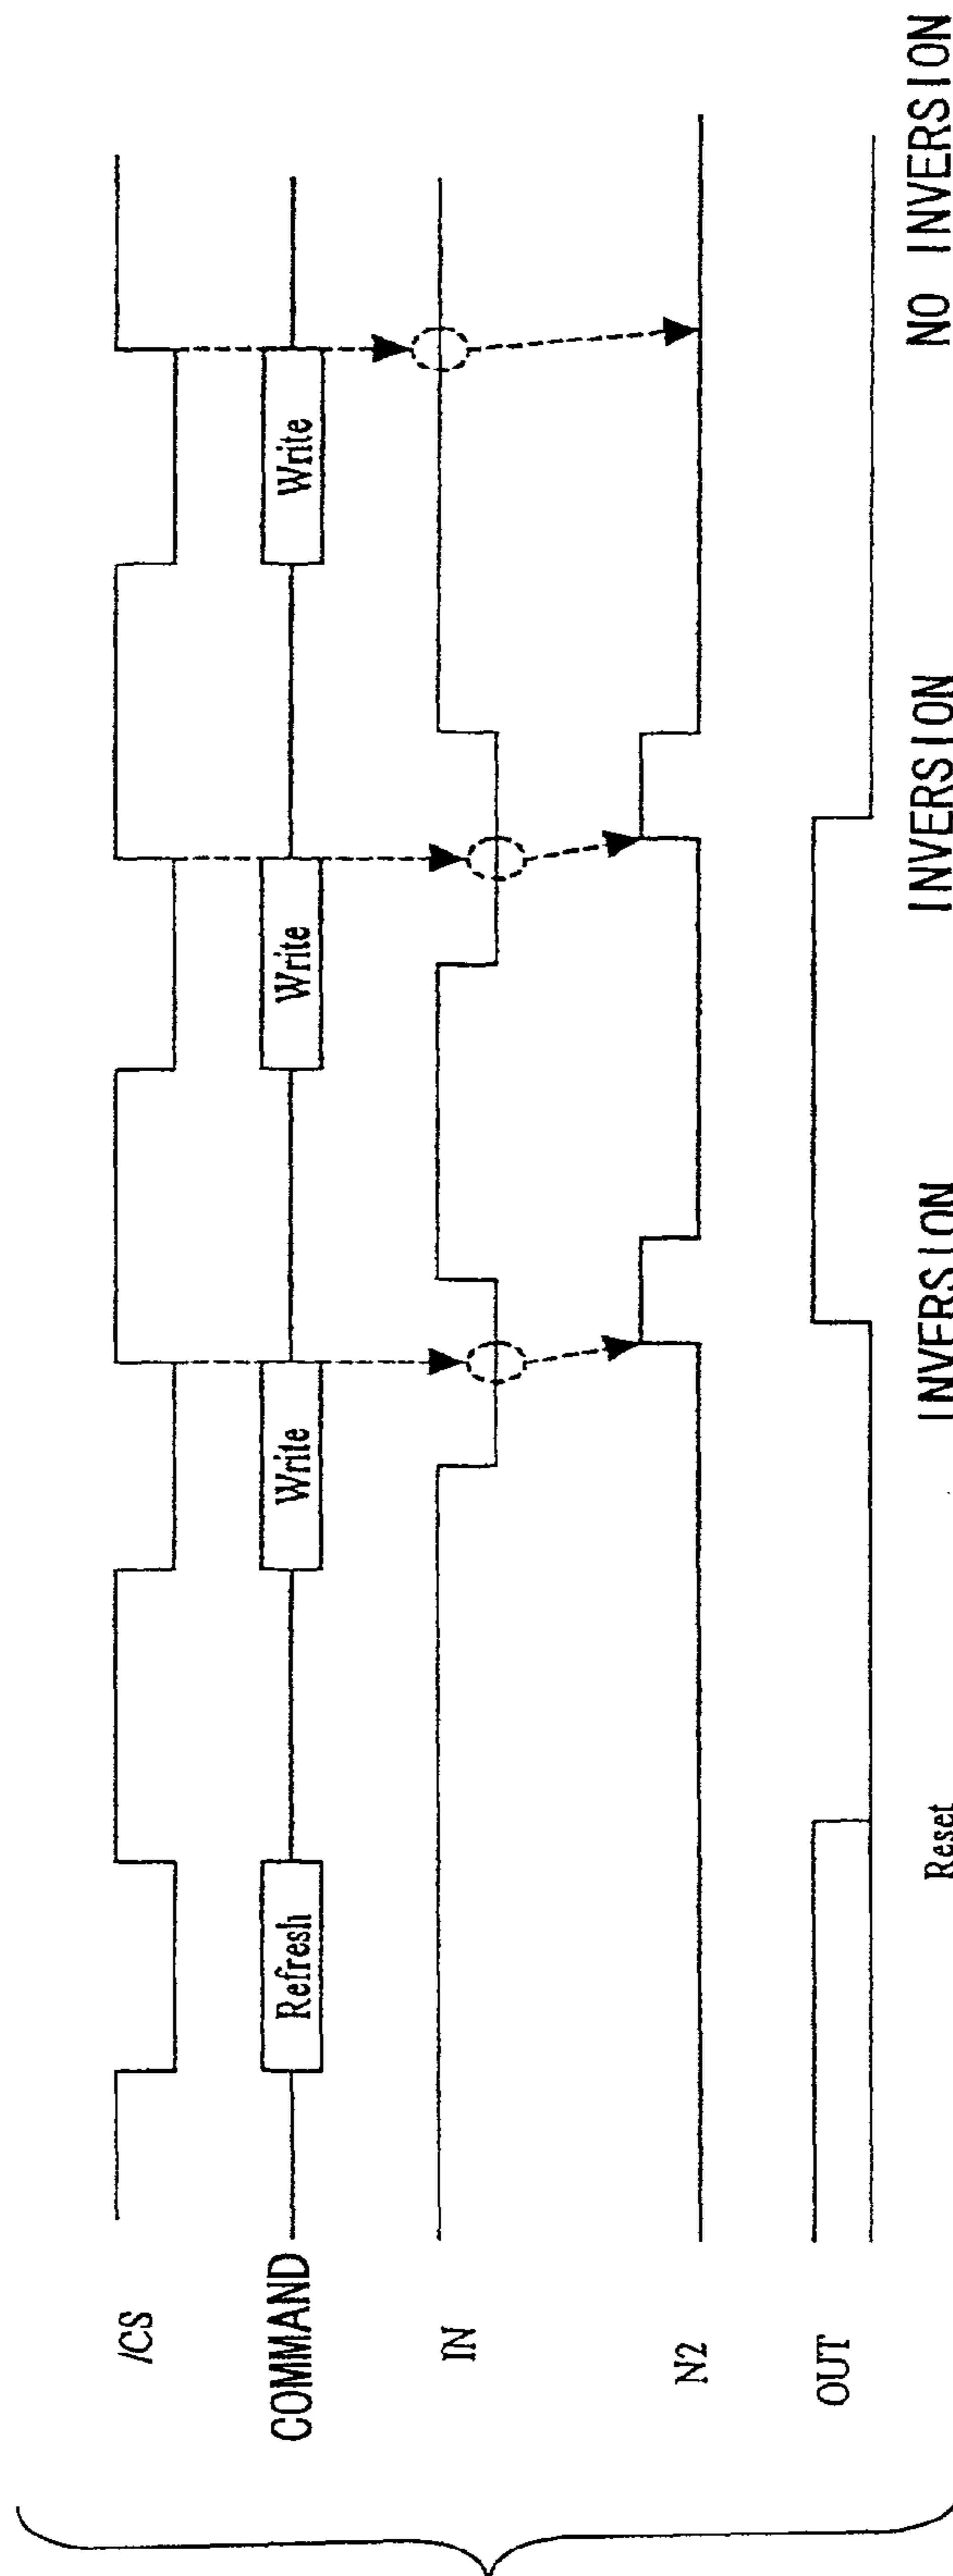 /CS
COMMAND
Refresh
Write
Write
Write
IN
N2
OUT
Reset
INVERSION
INVERSION
NO INVERSION